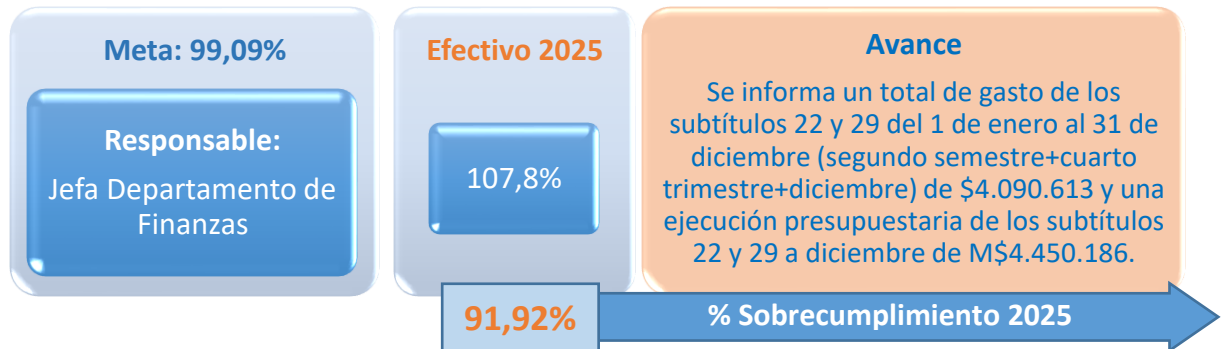 Meta: 99,09%
Responsable:
Jefa Departamento de
Finanzas
Efectivo 2025
107,8%
Avance
Se informa un total de gasto de los
subtítulos 22 y 29 del 1 de enero al 31 de
diciembre (segundo semestre+cuarto
trimestre+diciembre) de $4.090.613 y una
ejecución presupuestaria de los subtítulos
22 y 29 a diciembre de M$4.450.186.
91,92%
% Sobrecumplimiento 2025